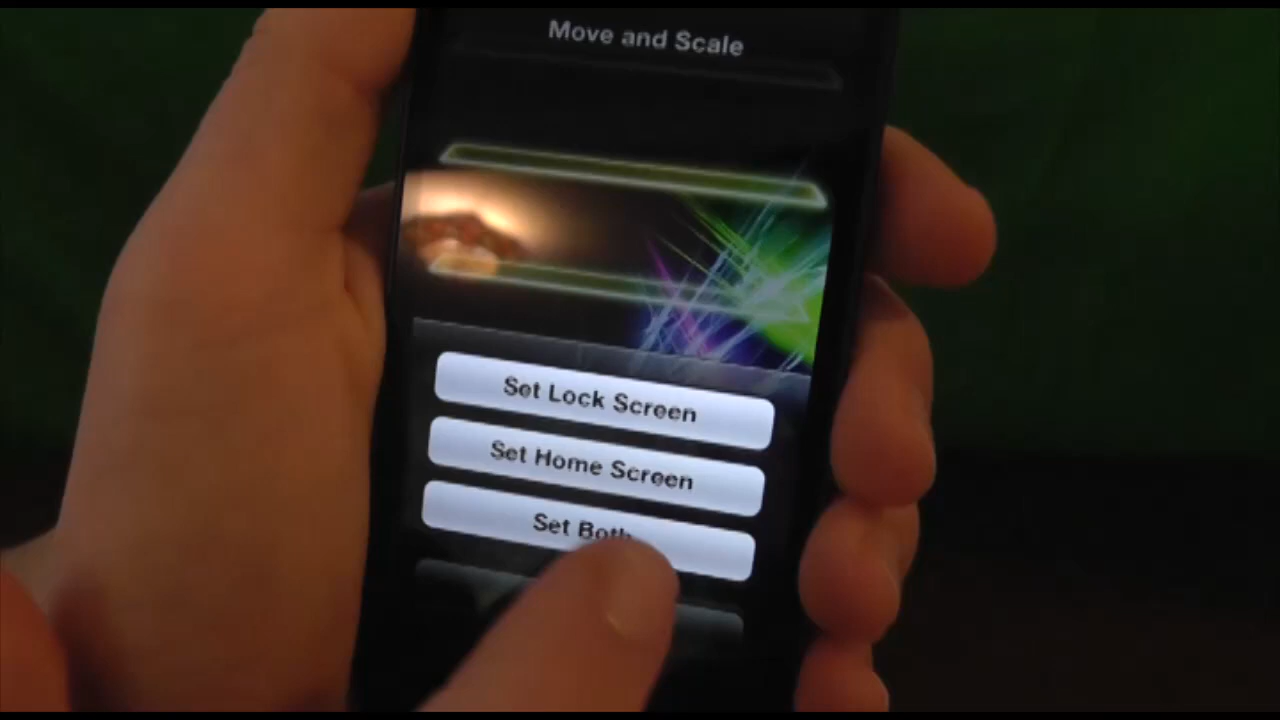 Move and Scale
Set Lock Screen
Set Home Screen
Set Both